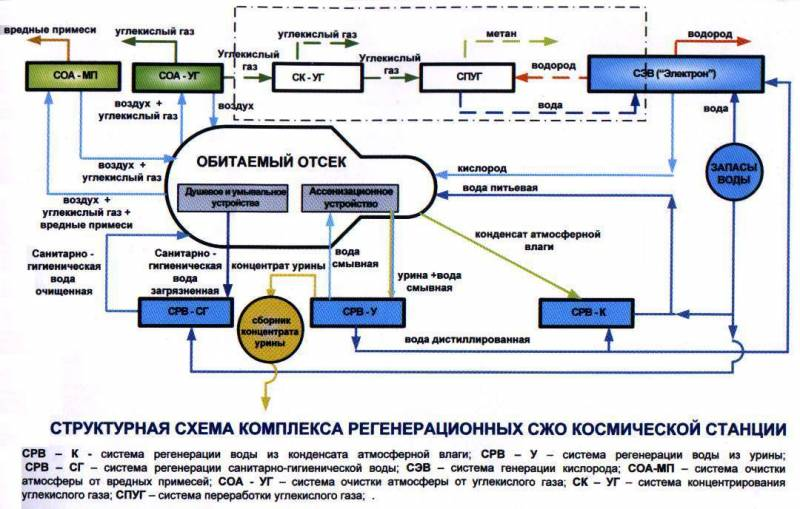 вредные примеси
углекислый газ
Углекислый
газ
углекислый газ
Углекислый
газ
метан
водород
водород
СОА - МП
СОА - УГ
СК - УГ
СПУГ
СЭВ ("Электрон")
воздух +
углекислый газ
воздух
вода
вода
воздух +
углекислый газ
ОБИТАЕМЫЙ ОТСЕК
кислород
ЗАПАСЫ
ВОДЫ
вода питьевая
Душевое и умывальное
устройства
Ассенизационное
устройство
воздух +
углекислый газ +
вредные примеси
конденсат атмосферной
влаги
Санитарно -
гигиеническая
вода
очищенная
Санитарно -
гигиеническая
вода
загрязненная
концентрат урины
вода
смывная
урина +вода
смывная
СРВ - СГ
сборник
концентрата
урины
СРВ - У
СРВ - К
вода дистиллированная
СТРУКТУРНАЯ СХЕМА КОМПЛЕКСА РЕГЕНЕРАЦИОННЫХ СЖО КОСМИЧЕСКОЙ СТАНЦИИ
СРВ – К - система регенерации воды из конденсата атмосферной влаги; СРВ – У – система регенерации воды из урины;
СРВ – СГ – система регенерации санитарно-гигиенической воды; СЭВ – система генерации кислорода; СОА-МП – система очистки
атмосферы от вредных примесей; СОА - УГ – система очистки атмосферы от углекислого газа; СК – УГ – система концентрирования
углекислого газа; СПУГ – система переработки углекислого газа; .